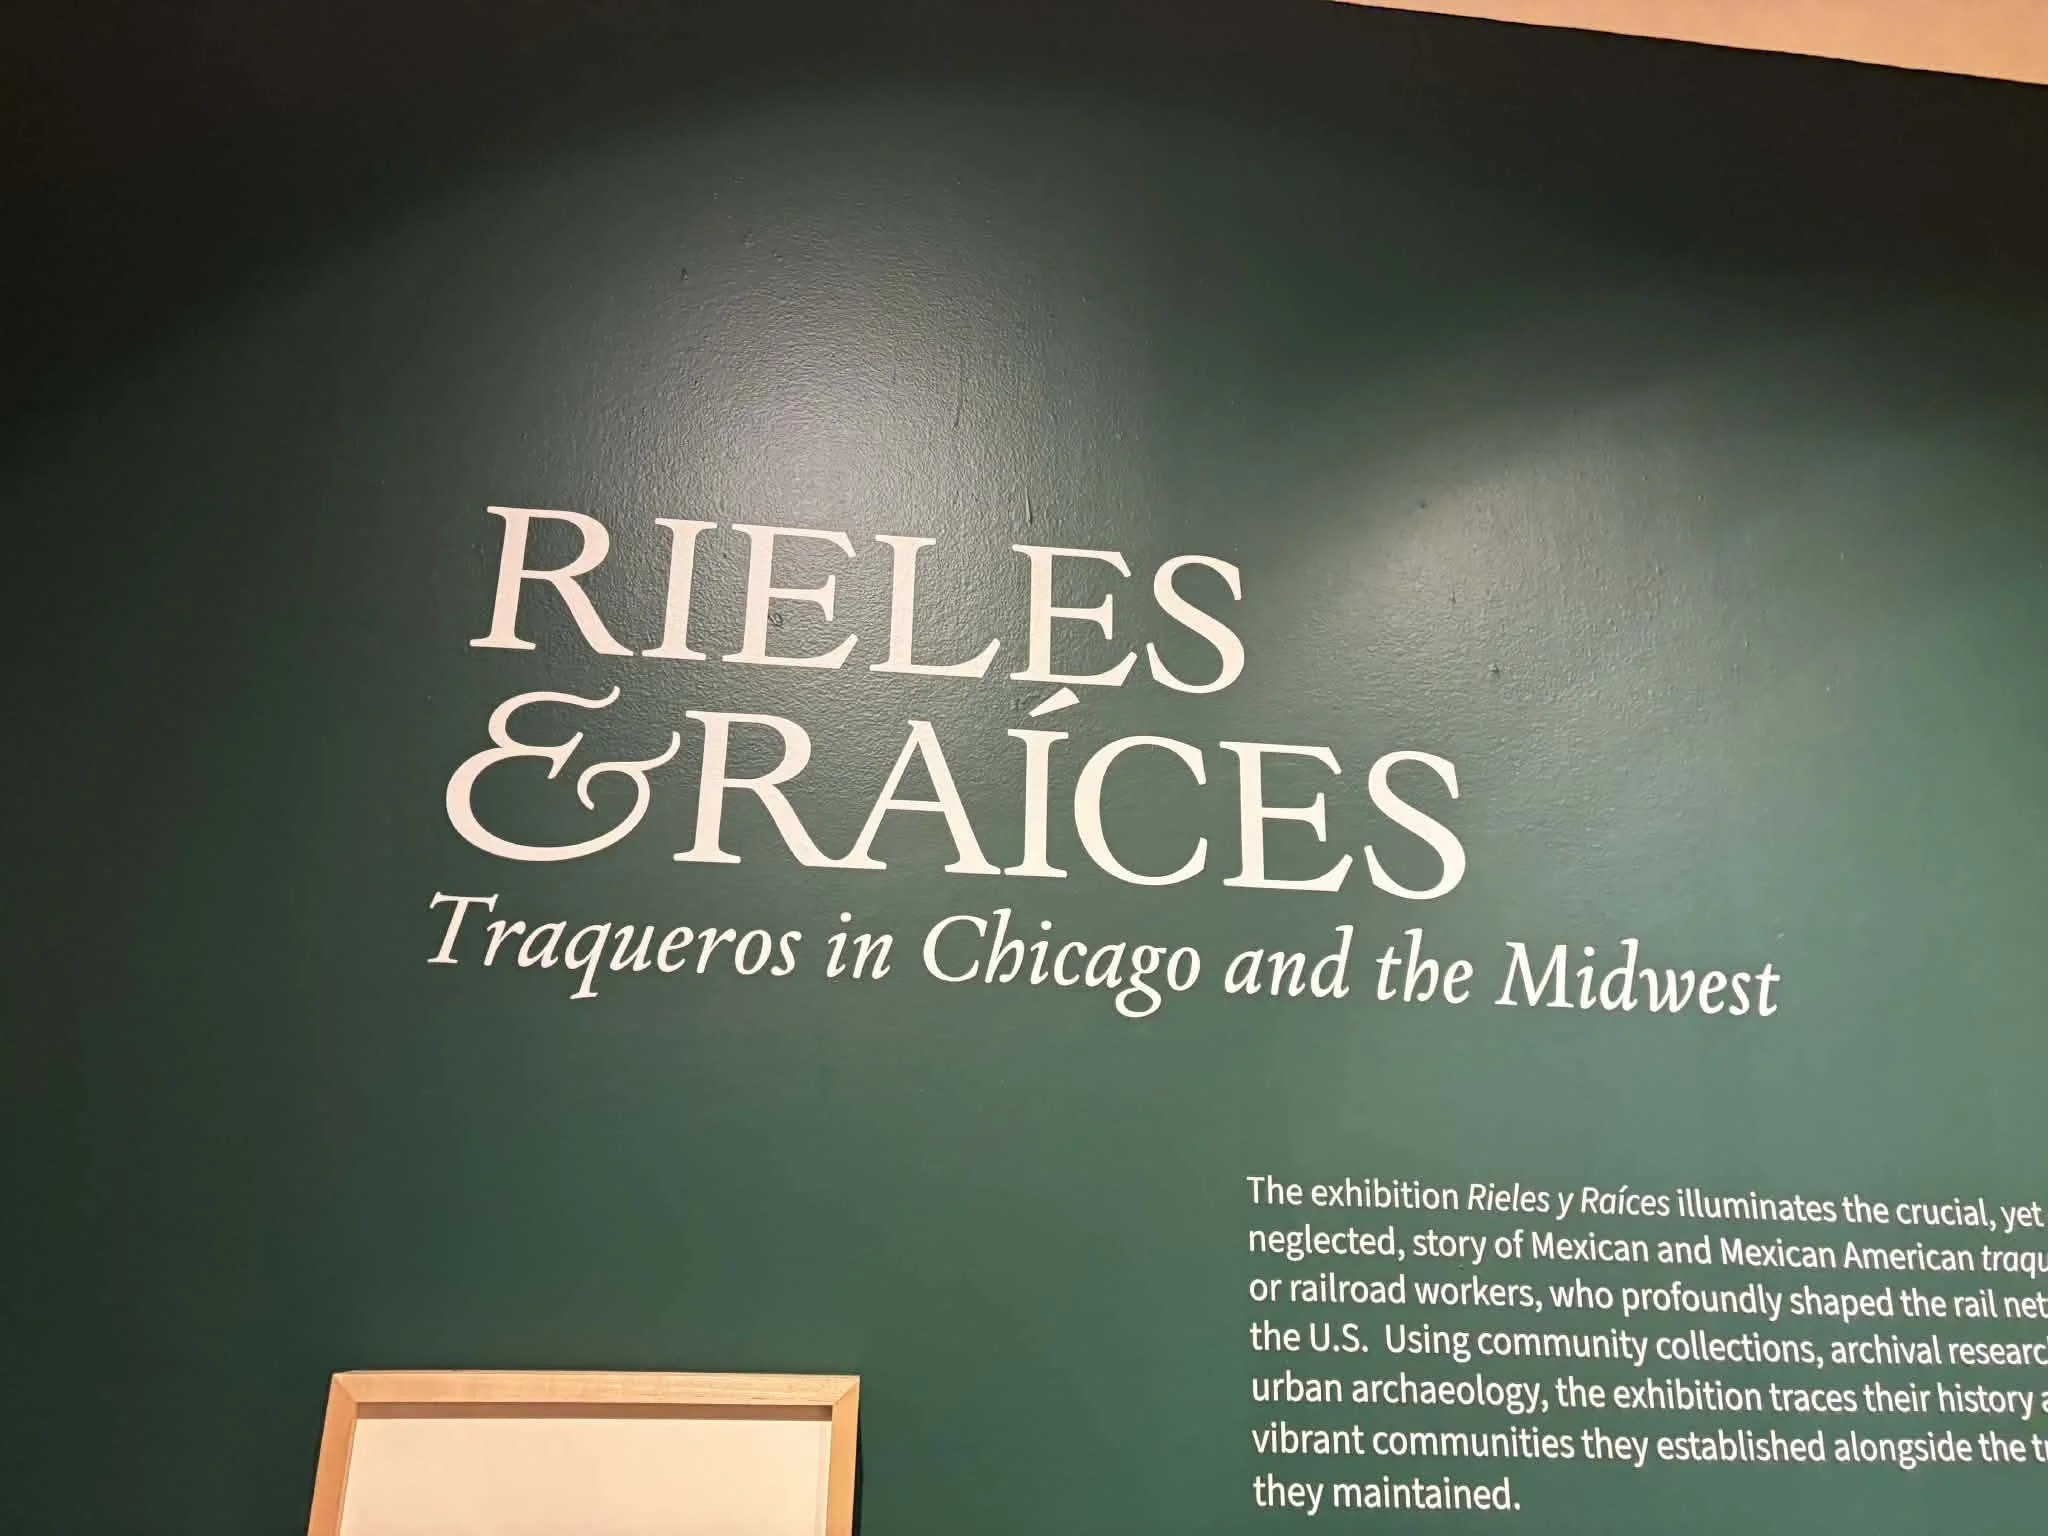 RIELES
& RAÍCES
Traqueros in Chicago and the Midwest
The exhibition Rieles y Raíces illuminates the crucial, yet
neglected, story of Mexican and Mexican American
or railroad workers, who profoundly shaped the rail
the U.S. Using community collections, archival
urban archaeology, the exhibition traces their history
vibrant communities they established alongside the
they maintained.